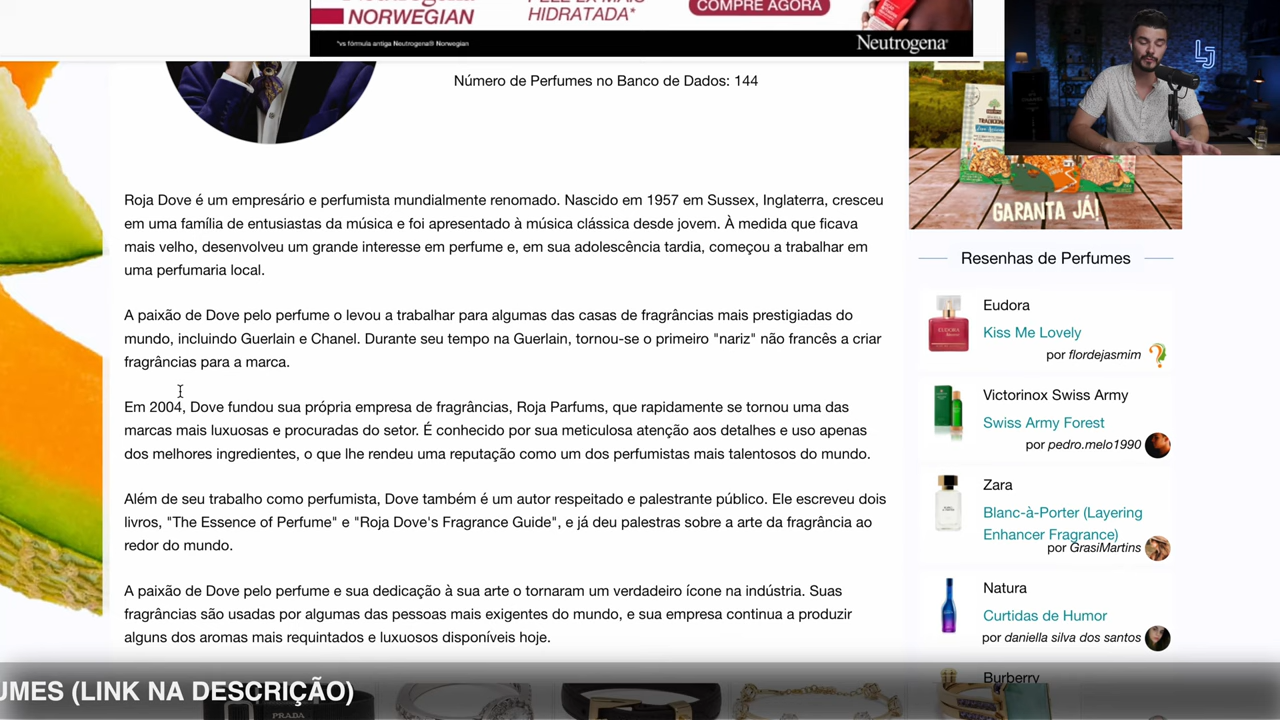 NORWEGIAN
HIDRATADA*
COMPRE AGORA
*vs fórmula antiga Neutrogena® Norwegian
Neutrogena®
LJ
Número de Perfumes no Banco de Dados: 144
GARANTA JÁ!
Roja Dove é um empresário e perfumista mundialmente renomado. Nascido em 1957 em Sussex, Inglaterra, cresceu
em uma família de entusiastas da música e foi apresentado à música clássica desde jovem. À medida que ficava
mais velho, desenvolveu um grande interesse em perfume e, em sua adolescência tardia, começou a trabalhar em
uma perfumaria local.
A paixão de Dove pelo perfume o levou a trabalhar para algumas das casas de fragrâncias mais prestigiadas do
mundo, incluindo Guerlain e Chanel. Durante seu tempo na Guerlain, tornou-se o primeiro "nariz" não francês a criar
fragrâncias para a marca.
Em 2004, Dove fundou sua própria empresa de fragrâncias, Roja Parfums, que rapidamente se tornou uma das
marcas mais luxuosas e procuradas do setor. É conhecido por sua meticulosa atenção aos detalhes e uso apenas
dos melhores ingredientes, o que lhe rendeu uma reputação como um dos perfumistas mais talentosos do mundo.
Além de seu trabalho como perfumista, Dove também é um autor respeitado e palestrante público. Ele escreveu dois
livros, "The Essence of Perfume" e "Roja Dove's Fragrance Guide", e já deu palestras sobre a arte da fragrância ao
redor do mundo.
A paixão de Dove pelo perfume e sua dedicação à sua arte o tornaram um verdadeiro ícone na indústria. Suas
fragrâncias são usadas por algumas das pessoas mais exigentes do mundo, e sua empresa continua a produzir
alguns dos aromas mais requintados e luxuosos disponíveis hoje.
Resenhas de Perfumes
Eudora
Kiss Me Lovely
por flordejasmim
Victorinox Swiss Army
Swiss Army Forest
por pedro.melo1990
Zara
Blanc-à-Porter (Layering
Enhancer Fragrance)
por GrasiMartins
Natura
Curtidas de Humor
por daniella silva dos santos
Burberry
UMES (LINK NA DESCRIÇÃO)
PRADA